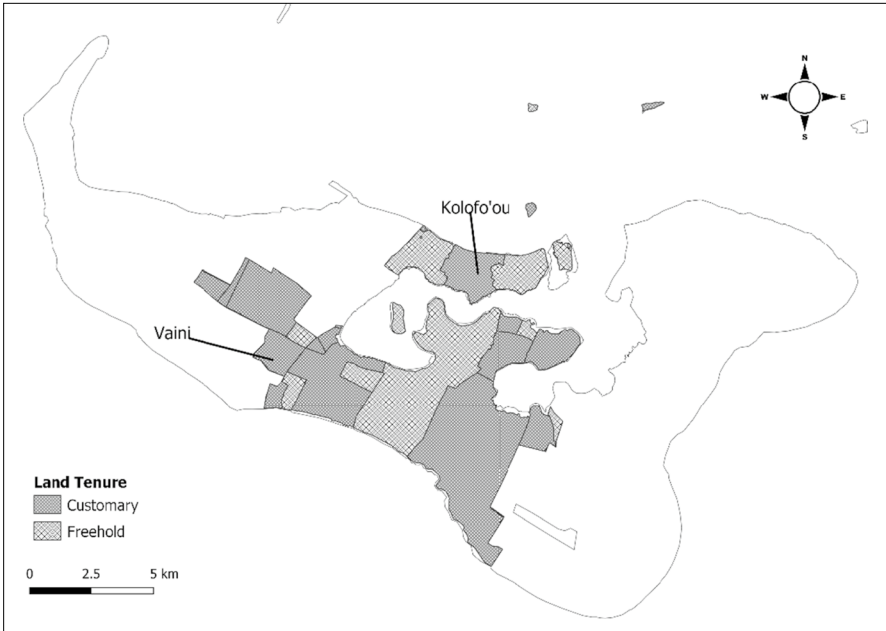 N
W E
S
Kolofo'ou
Vaini
Land Tenure
Customary
Freehold
0 2.5 5 km